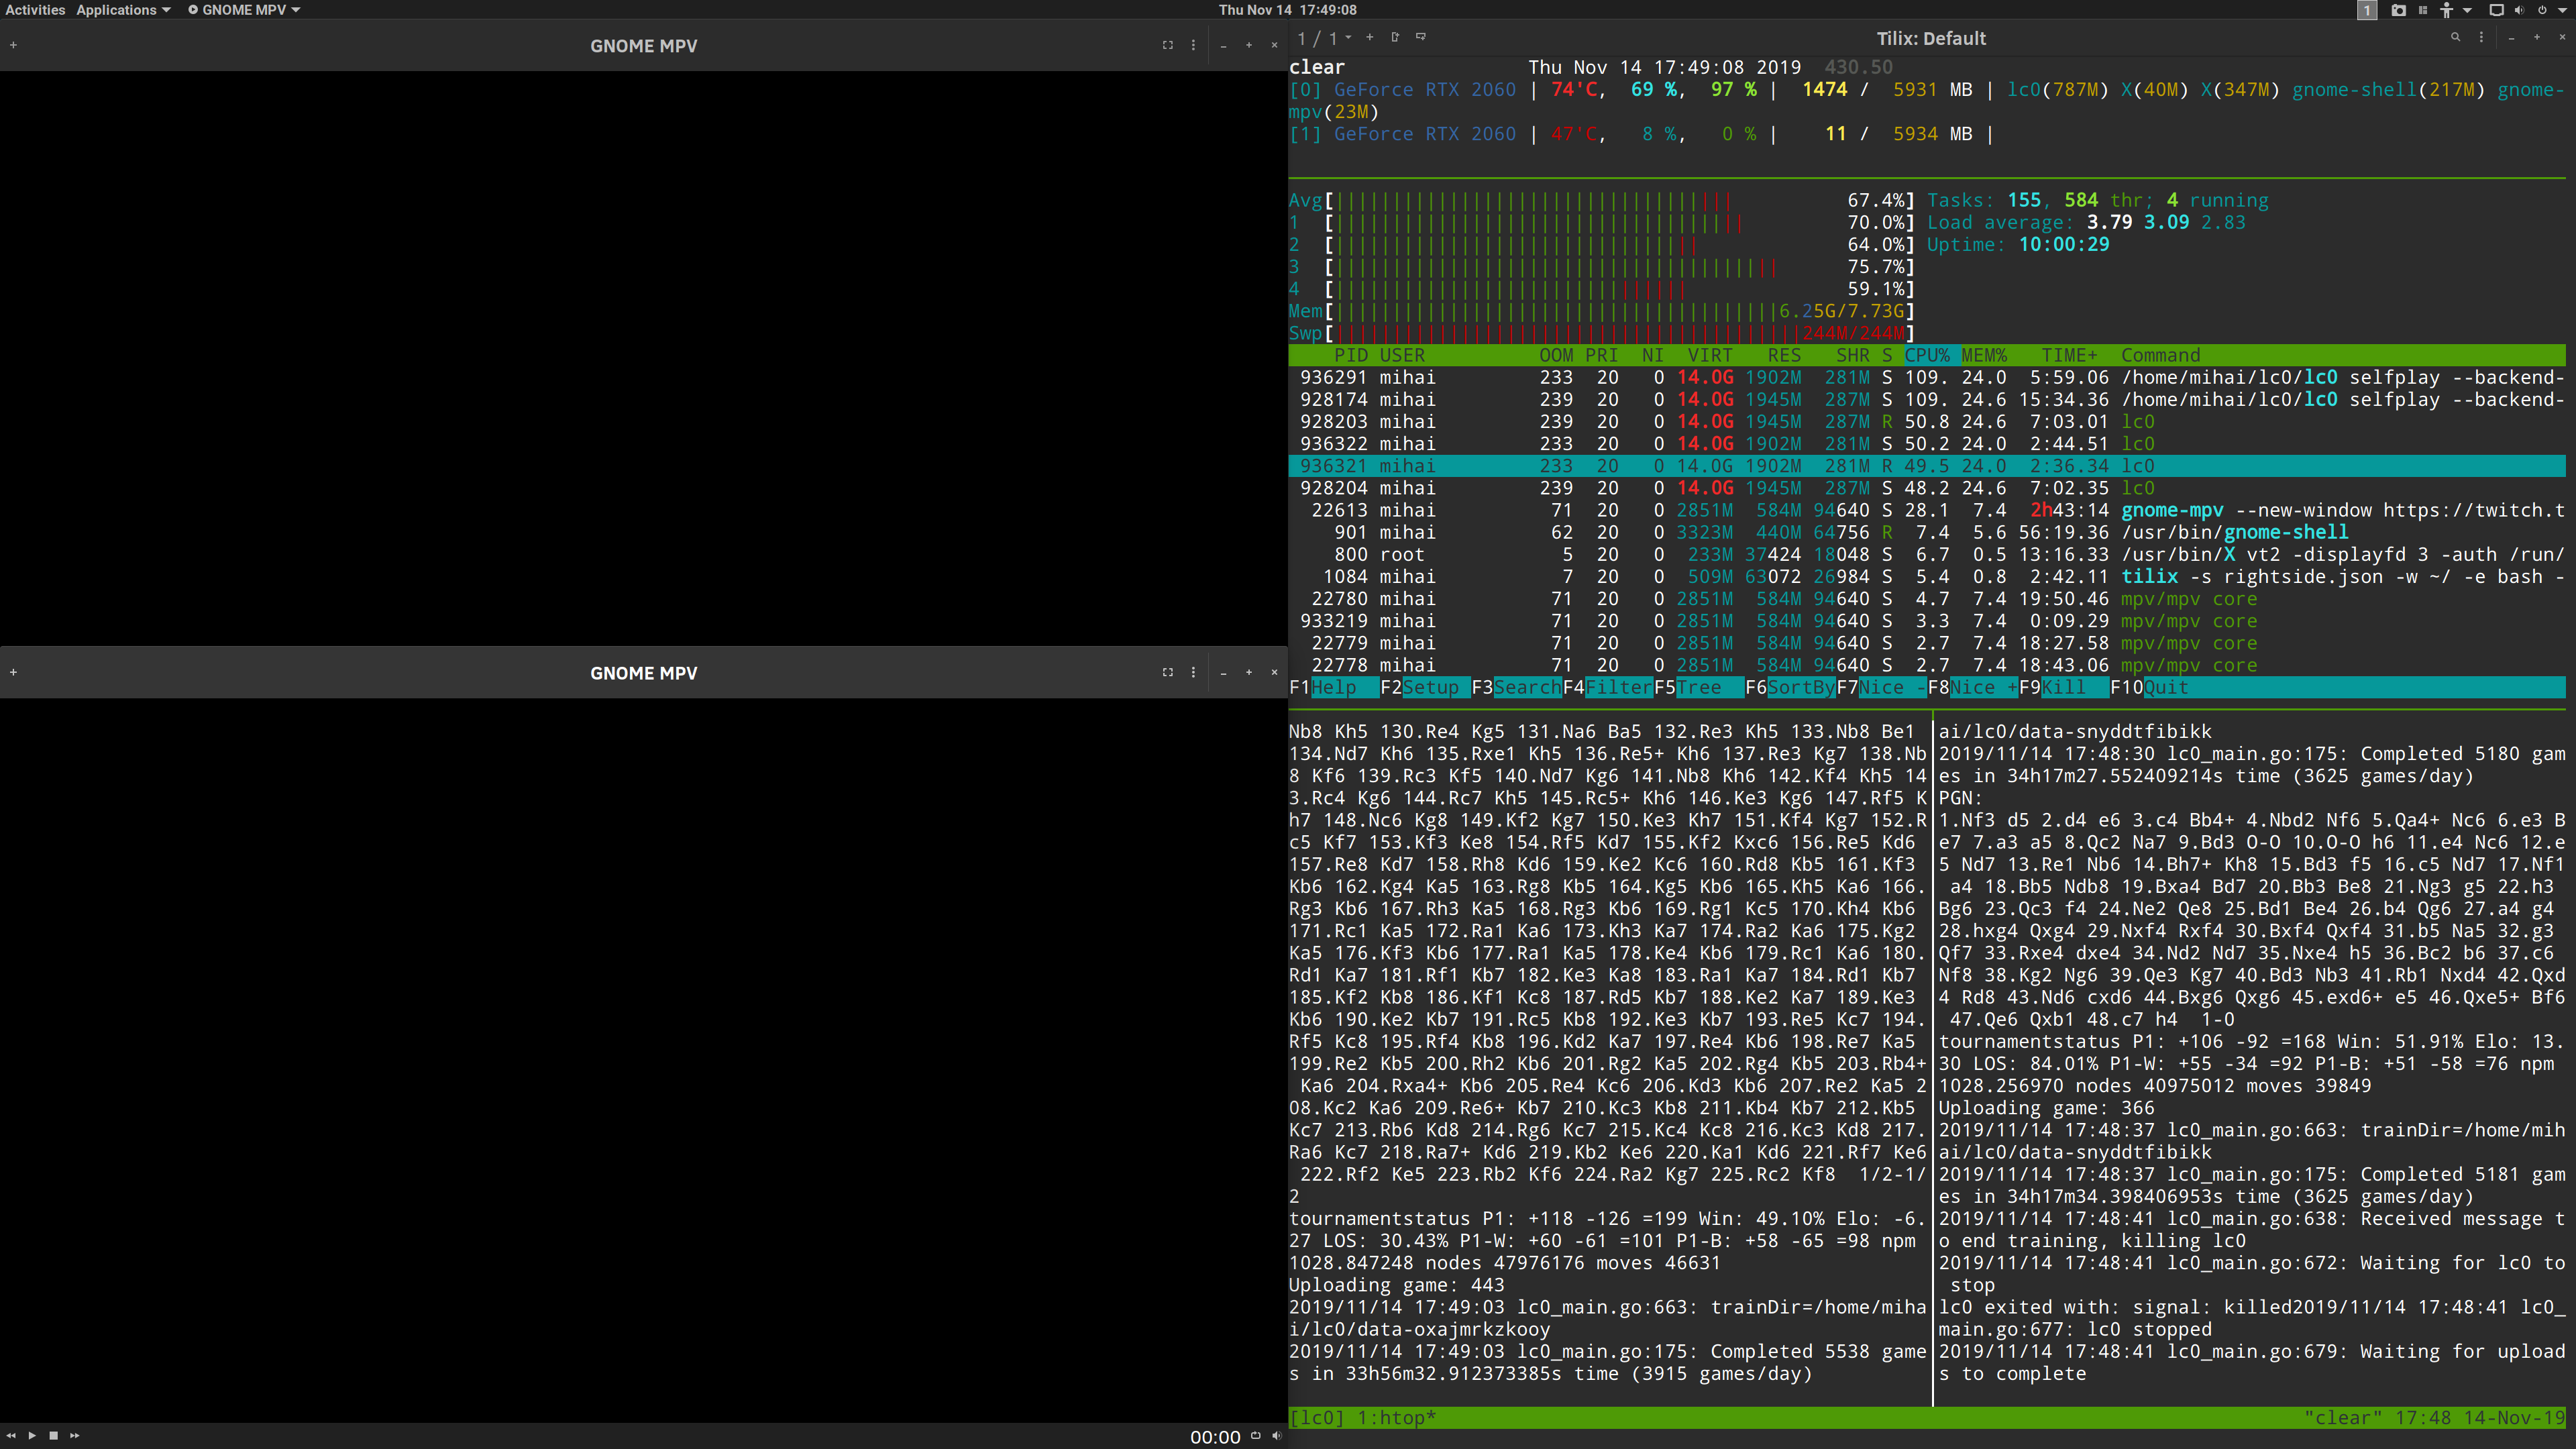 Activities Applications GNOME MPV Thu Nov 14 17:49:08 1
GNOME MPV
GNOME MPV
00:00
1 / 1 Tilix: Default
clear Thu Nov 14 17:49:08 2019 430.50
[0] GeForce RTX 2060 | 74'C, 69 %, 97 % | 1474 / 5931 MB | lc0(787M) X(40M) X(347M) gnome-shell(217M) gnome-
mpv(23M)
[1] GeForce RTX 2060 | 47'C, 8 %, 0 % | 11 / 5934 MB |
Avg[ 67.4%] Tasks: 155, 584 thr; 4 running
1 [ 70.0%] Load average: 3.79 3.09 2.83
2 [ 64.0%] Uptime: 10:00:29
3 [ 75.7%]
4 [ 59.1%]
Mem[ 6.25G/7.73G]
Swp[ 244M/244M]
PID USER OOM PRI NI VIRT RES SHR S CPU% MEM% TIME+ Command
936291 mihai 233 20 0 14.0G 1902M 281M S 109. 24.0 5:59.06 /home/mihai/lc0/lc0 selfplay --backend-
928174 mihai 239 20 0 14.0G 1945M 287M S 109. 24.6 15:34.36 /home/mihai/lc0/lc0 selfplay --backend-
928203 mihai 239 20 0 14.0G 1945M 287M R 50.8 24.6 7:03.01 lc0
936322 mihai 233 20 0 14.0G 1902M 281M S 50.2 24.0 2:44.51 lc0
936321 mihai 233 20 0 14.0G 1902M 281M R 49.5 24.0 2:36.34 lc0
928204 mihai 239 20 0 14.0G 1945M 287M S 48.2 24.6 7:02.35 lc0
22613 mihai 71 20 0 2851M 584M 94640 S 28.1 7.4 2h43:14 gnome-mpv --new-window https://twitch.t
901 mihai 62 20 0 3323M 440M 64756 R 7.4 5.6 56:19.36 /usr/bin/gnome-shell
800 root 5 20 0 233M 37424 18048 S 6.7 0.5 13:16.33 /usr/bin/X vt2 -displayfd 3 -auth /run/
1084 mihai 7 20 0 509M 63072 26984 S 5.4 0.8 2:42.11 tilix -s rightside.json -w ~/ -e bash -
22780 mihai 71 20 0 2851M 584M 94640 S 4.7 7.4 19:50.46 mpv/mpv core
933219 mihai 71 20 0 2851M 584M 94640 S 3.3 7.4 0:09.29 mpv/mpv core
22779 mihai 71 20 0 2851M 584M 94640 S 2.7 7.4 18:27.58 mpv/mpv core
22778 mihai 71 20 0 2851M 584M 94640 S 2.7 7.4 18:43.06 mpv/mpv core
F1Help F2Setup F3SearchF4FilterF5Tree F6SortByF7Nice -F8Nice +F9Kill F10Quit
Nb8 Kh5 130.Re4 Kg5 131.Na6 Ba5 132.Re3 Kh5 133.Nb8 Be1
134.Nd7 Kh6 135.Rxe1 Kh5 136.Re5+ Kh6 137.Re3 Kg7 138.Nb
8 Kf6 139.Rc3 Kf5 140.Nd7 Kg6 141.Nb8 Kh6 142.Kf4 Kh5 14
3.Rc4 Kg6 144.Rc7 Kh5 145.Rc5+ Kh6 146.Ke3 Kg6 147.Rf5 K
h7 148.Nc6 Kg8 149.Kf2 Kg7 150.Ke3 Kh7 151.Kf4 Kg7 152.R
c5 Kf7 153.Kf3 Ke8 154.Rf5 Kd7 155.Kf2 Kxc6 156.Re5 Kd6
157.Re8 Kd7 158.Rh8 Kd6 159.Ke2 Kc6 160.Rd8 Kb5 161.Kf3
Kb6 162.Kg4 Ka5 163.Rg8 Kb5 164.Kg5 Kb6 165.Kh5 Ka6 166.
Rg3 Kb6 167.Rh3 Ka5 168.Rg3 Kb6 169.Rg1 Kc5 170.Kh4 Kb6
171.Rc1 Ka5 172.Ra1 Ka6 173.Kh3 Ka7 174.Ra2 Ka6 175.Kg2
Ka5 176.Kf3 Kb6 177.Ra1 Ka5 178.Ke4 Kb6 179.Rc1 Ka6 180.
Rd1 Ka7 181.Rf1 Kb7 182.Ke3 Ka8 183.Ra1 Ka7 184.Rd1 Kb7
185.Kf2 Kb8 186.Kf1 Kc8 187.Rd5 Kb7 188.Ke2 Ka7 189.Ke3
Kb6 190.Ke2 Kb7 191.Rc5 Kb8 192.Ke3 Kb7 193.Re5 Kc7 194.
Rf5 Kc8 195.Rf4 Kb8 196.Kd2 Ka7 197.Re4 Kb6 198.Re7 Ka5
199.Re2 Kb5 200.Rh2 Kb6 201.Rg2 Ka5 202.Rg4 Kb5 203.Rb4+
Ka6 204.Rxa4+ Kb6 205.Re4 Kc6 206.Kd3 Kb6 207.Re2 Ka5 2
08.Kc2 Ka6 209.Re6+ Kb7 210.Kc3 Kb8 211.Kb4 Kb7 212.Kb5
Kc7 213.Rb6 Kd8 214.Rg6 Kc7 215.Kc4 Kc8 216.Kc3 Kd8 217.
Ra6 Kc7 218.Ra7+ Kd6 219.Kb2 Ke6 220.Ka1 Kd6 221.Rf7 Ke6
222.Rf2 Ke5 223.Rb2 Kf6 224.Ra2 Kg7 225.Rc2 Kf8 1/2-1/
2
tournamentstatus P1: +118 -126 =199 Win: 49.10% Elo: -6.
27 LOS: 30.43% P1-W: +60 -61 =101 P1-B: +58 -65 =98 npm
1028.847248 nodes 47976176 moves 46631
Uploading game: 443
2019/11/14 17:49:03 lc0_main.go:663: trainDir=/home/miha
i/lc0/data-oxajmrkzkooy
2019/11/14 17:49:03 lc0_main.go:175: Completed 5538 game
s in 33h56m32.912373385s time (3915 games/day)
ai/lc0/data-snyddtfibikk
2019/11/14 17:48:30 lc0_main.go:175: Completed 5180 gam
es in 34h17m27.552409214s time (3625 games/day)
PGN:
1.Nf3 d5 2.d4 e6 3.c4 Bb4+ 4.Nbd2 Nf6 5.Qa4+ Nc6 6.e3 B
e7 7.a3 a5 8.Qc2 Na7 9.Bd3 O-O 10.O-O h6 11.e4 Nc6 12.e
5 Nd7 13.Re1 Nb6 14.Bh7+ Kh8 15.Bd3 f5 16.c5 Nd7 17.Nf1
a4 18.Bb5 Ndb8 19.Bxa4 Bd7 20.Bb3 Be8 21.Ng3 g5 22.h3
Bg6 23.Qc3 f4 24.Ne2 Qe8 25.Bd1 Be4 26.b4 Qg6 27.a4 g4
28.hxg4 Qxg4 29.Nxf4 Rxf4 30.Bxf4 Qxf4 31.b5 Na5 32.g3
Qf7 33.Rxe4 dxe4 34.Nd2 Nd7 35.Nxe4 h5 36.Bc2 b6 37.c6
Nf8 38.Kg2 Ng6 39.Qe3 Kg7 40.Bd3 Nb3 41.Rb1 Nxd4 42.Qxd
4 Rd8 43.Nd6 cxd6 44.Bxg6 Qxg6 45.exd6+ e5 46.Qxe5+ Bf6
47.Qe6 Qxb1 48.c7 h4 1-0
tournamentstatus P1: +106 -92 =168 Win: 51.91% Elo: 13.
30 LOS: 84.01% P1-W: +55 -34 =92 P1-B: +51 -58 =76 npm
1028.256970 nodes 40975012 moves 39849
Uploading game: 366
2019/11/14 17:48:37 lc0_main.go:663: trainDir=/home/mih
ai/lc0/data-snyddtfibikk
2019/11/14 17:48:37 lc0_main.go:175: Completed 5181 gam
es in 34h17m34.398406953s time (3625 games/day)
2019/11/14 17:48:41 lc0_main.go:638: Received message t
o end training, killing lc0
2019/11/14 17:48:41 lc0_main.go:672: Waiting for lc0 to
stop
lc0 exited with: signal: killed2019/11/14 17:48:41 lc0_
main.go:677: lc0 stopped
2019/11/14 17:48:41 lc0_main.go:679: Waiting for upload
s to complete
[lc0] 1:htop* "clear" 17:48 14-Nov-19